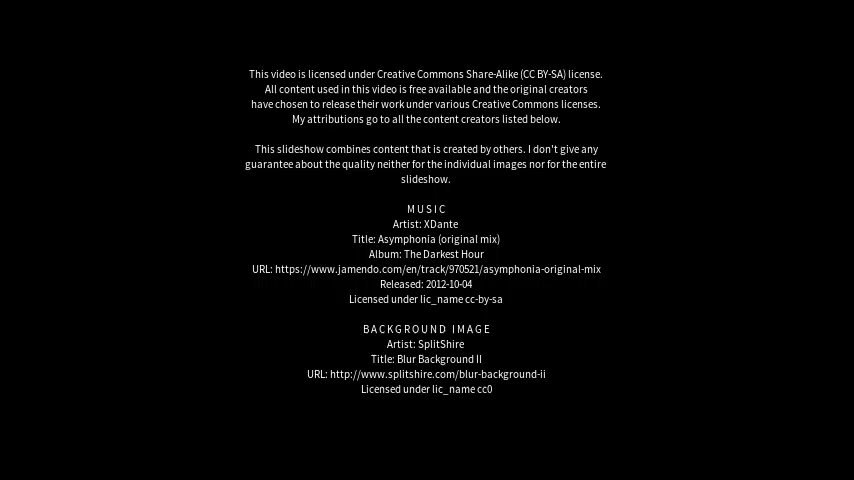 This video is licensed under Creative Commons Share-Alike (CC BY-SA) license.
All content used in this video is free available and the original creators
have chosen to release their work under various Creative Commons licenses.
My attributions go to all the content creators listed below.
This slideshow combines content that is created by others. I don't give any
guarantee about the quality neither for the individual images nor for the entire
slideshow.
MUSIC
Artist: XDante
Title: Asymphonia (original mix)
Album: The Darkest Hour
URL: https://www.jamendo.com/en/track/970521/asymphonia-original-mix
Released: 2012-10-04
Licensed under lic_name cc-by-sa
BACKGROUND IMAGE
Artist: SplitShire
Title: Blur Background II
URL: http://www.splitshire.com/blur-background-ii
Licensed under lic_name cc0